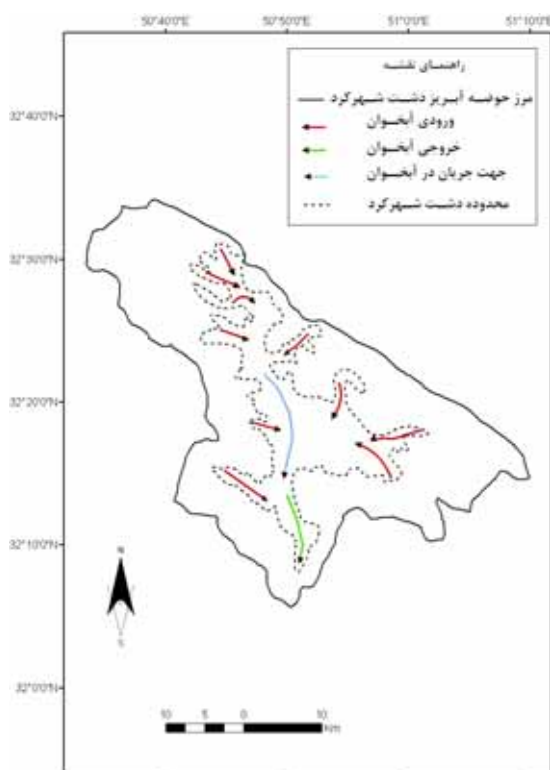 50°40'0"E 50°50'0"E 51°0'0"E 51°10'0"E
راهنمای نقشه
مرز حوضه آبریز دشت شهرکرد
ورودی آبخوان
خروجی آبخوان
جهت جریان در آبخوان
محدوده دشت شهرکرد
32°40'0"N
32°30'0"N
32°20'0"N
32°10'0"N
32°0'0"N
N
S
10 5 0 10
Km